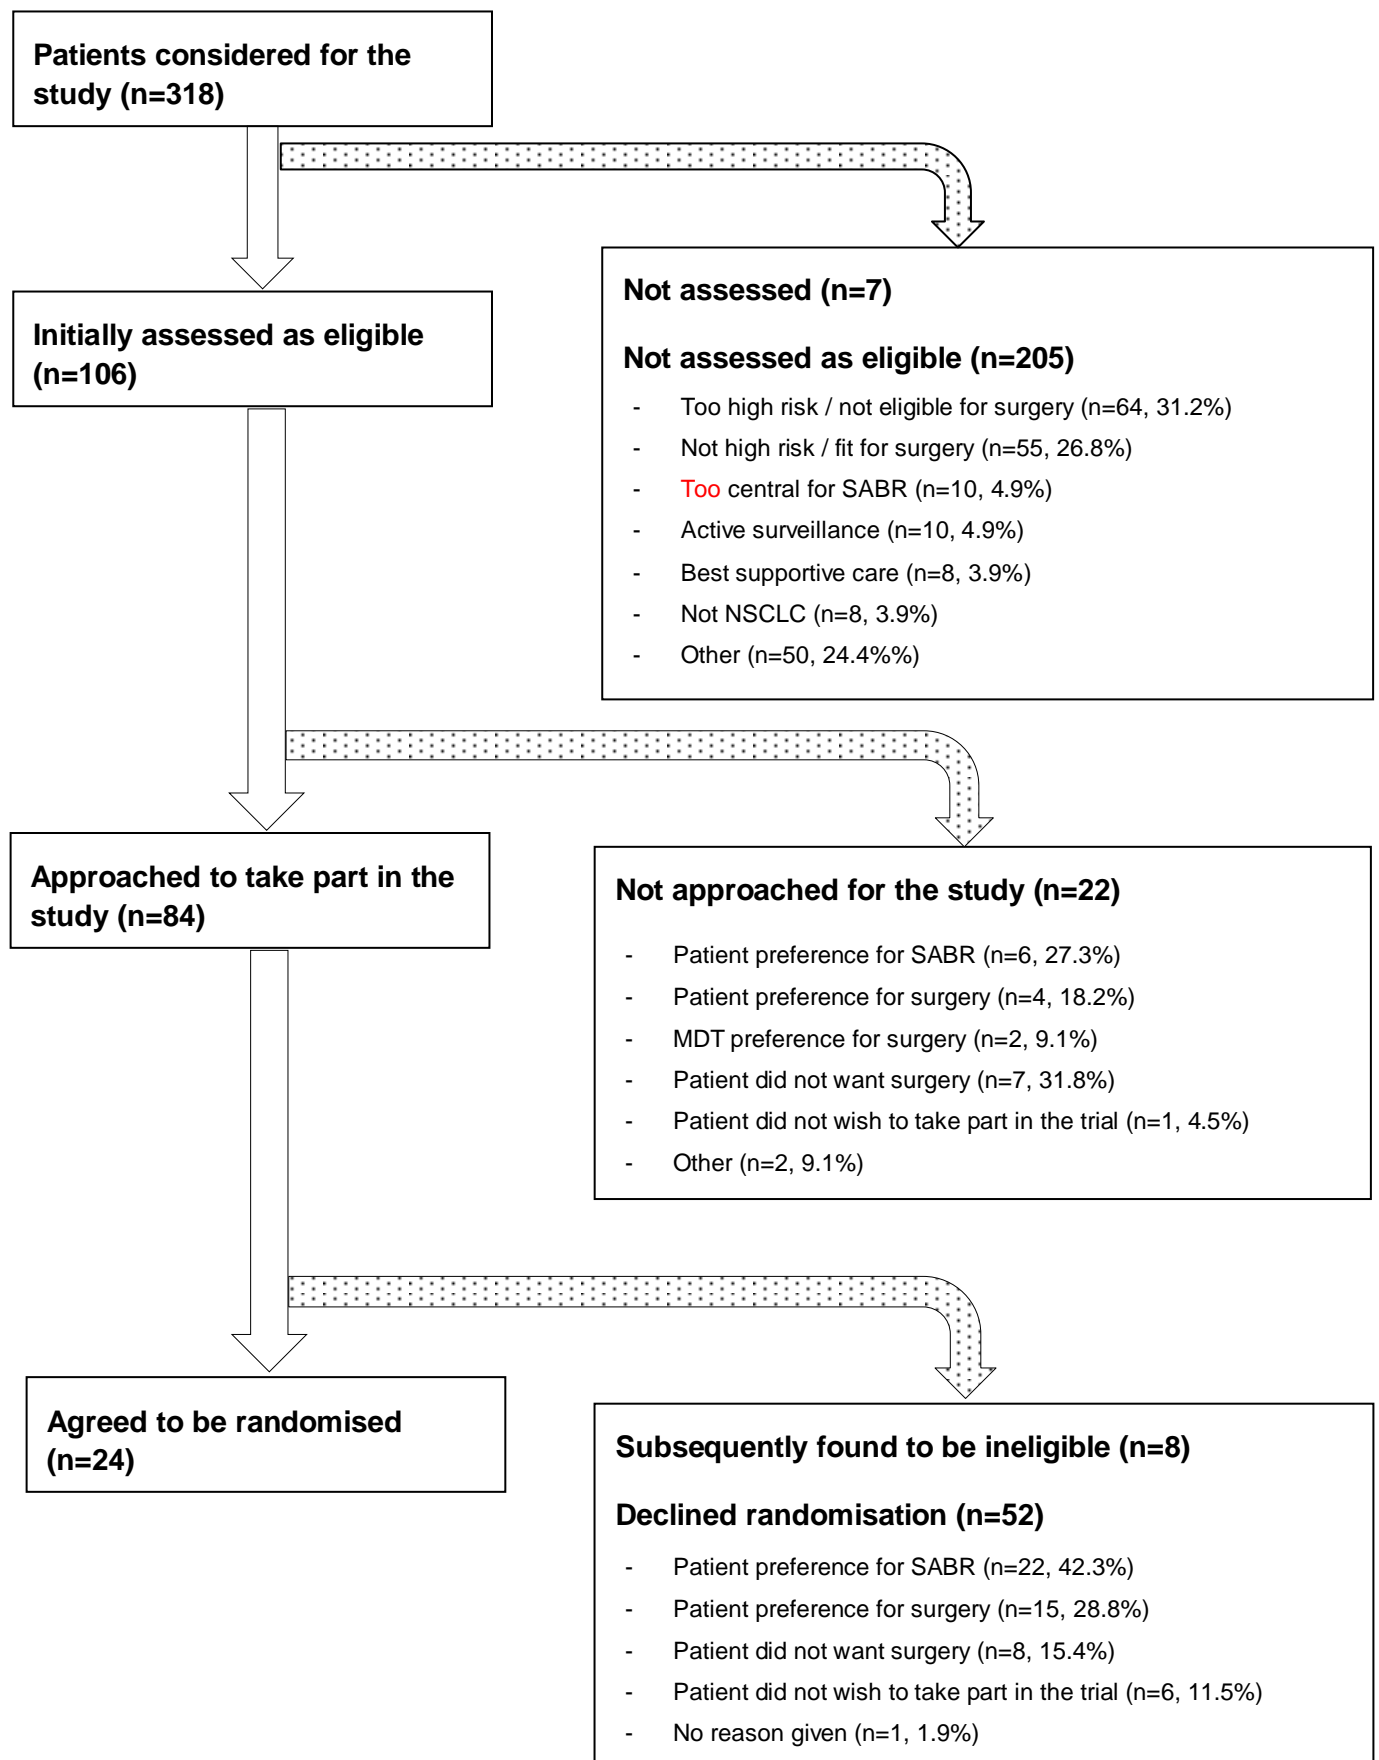 Patients considered for the
study (n=318)
Initially assessed as eligible
(n=106)
Not assessed (n=7)
Not assessed as eligible (n=205)
- Too high risk / not eligible for surgery (n=64, 31.2%)
- Not high risk / fit for surgery (n=55, 26.8%)
- Too central for SABR (n=10, 4.9%)
- Active surveillance (n=10, 4.9%)
- Best supportive care (n=8, 3.9%)
- Not NSCLC (n=8, 3.9%)
- Other (n=50, 24.4%%)
Approached to take part in the
study (n=84)
Not approached for the study (n=22)
- Patient preference for SABR (n=6, 27.3%)
- Patient preference for surgery (n=4, 18.2%)
- MDT preference for surgery (n=2, 9.1%)
- Patient did not want surgery (n=7, 31.8%)
- Patient did not wish to take part in the trial (n=1, 4.5%)
- Other (n=2, 9.1%)
Agreed to be randomised
(n=24)
Subsequently found to be ineligible (n=8)
Declined randomisation (n=52)
- Patient preference for SABR (n=22, 42.3%)
- Patient preference for surgery (n=15, 28.8%)
- Patient did not want surgery (n=8, 15.4%)
- Patient did not wish to take part in the trial (n=6, 11.5%)
- No reason given (n=1, 1.9%)